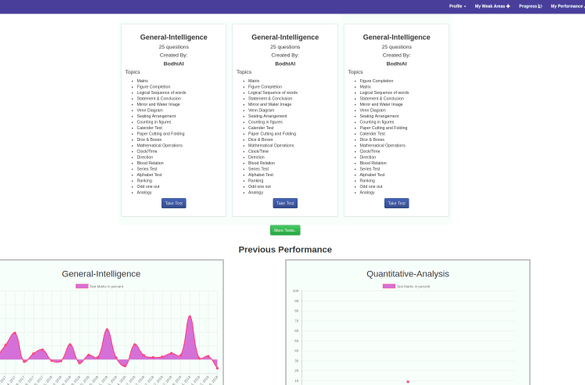 Profile
My Weak Areas
Progress
My Performance
General-Intelligence
25 questions
Created By:
BodhiAI
Topics
Matrix
Figure Completion
Logical Sequence of words
Statement & Conclusion
Mirror and Water Image
Venn Diagram
Seating Arrangement
Counting in figures
Calender Test
Paper Cutting and Folding
Dice & Boxes
Mathematical Operations
Clock/Time
Direction
Blood Relation
Series Test
Alphabet Test
Ranking
Odd one out
Analogy
Take Test
General-Intelligence
25 questions
Created By:
BodhiAI
Topics
Matrix
Figure Completion
Logical Sequence of words
Statement & Conclusion
Mirror and Water Image
Venn Diagram
Seating Arrangement
Counting in figures
Calender Test
Paper Cutting and Folding
Dice & Boxes
Mathematical Operations
Clock/Time
Direction
Blood Relation
Series Test
Alphabet Test
Ranking
Odd one out
Analogy
Take Test
General-Intelligence
25 questions
Created By:
BodhiAI
Topics
Figure Completion
Matrix
Logical Sequence of words
Statement & Conclusion
Mirror and Water Image
Venn Diagram
Seating Arrangement
Counting in figures
Paper Cutting and Folding
Calender Test
Dice & Boxes
Mathematical Operations
Clock/Time
Direction
Blood Relation
Series Test
Alphabet Test
Ranking
Odd one out
Analogy
Take Test
More Tests..
Previous Performance
General-Intelligence
Test Marks in percent
Quantitative-Analysis
Test Marks in percent
100
90
80
70
60
50
40
30
20
10